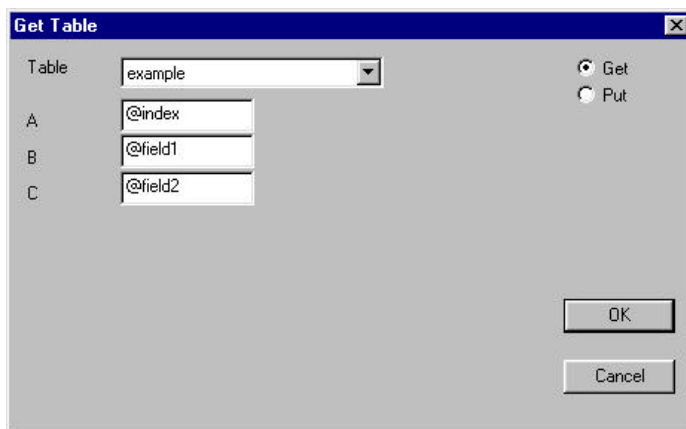 Get Table
Table example
Get
Put
A @index
B @field1
C @field2
OK
Cancel